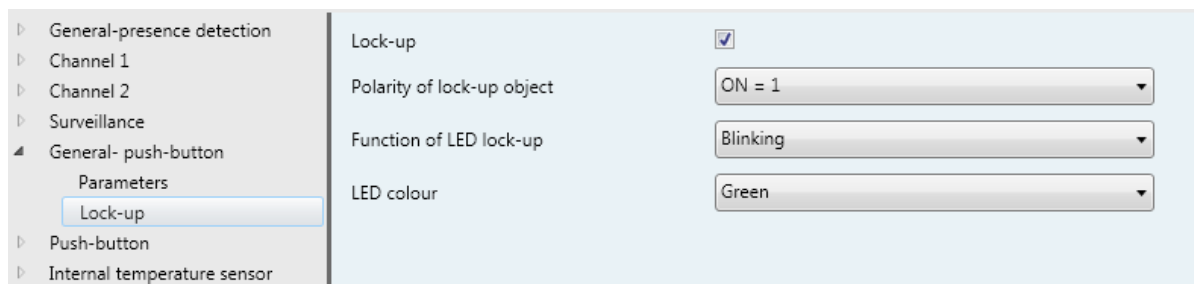 General-presence detection
Channel 1
Channel 2
Surveillance
General- push-button
Parameters
Lock-up
Push-button
Internal temperature sensor
Lock-up
Polarity of lock-up object ON = 1
Function of LED lock-up Blinking
LED colour Green